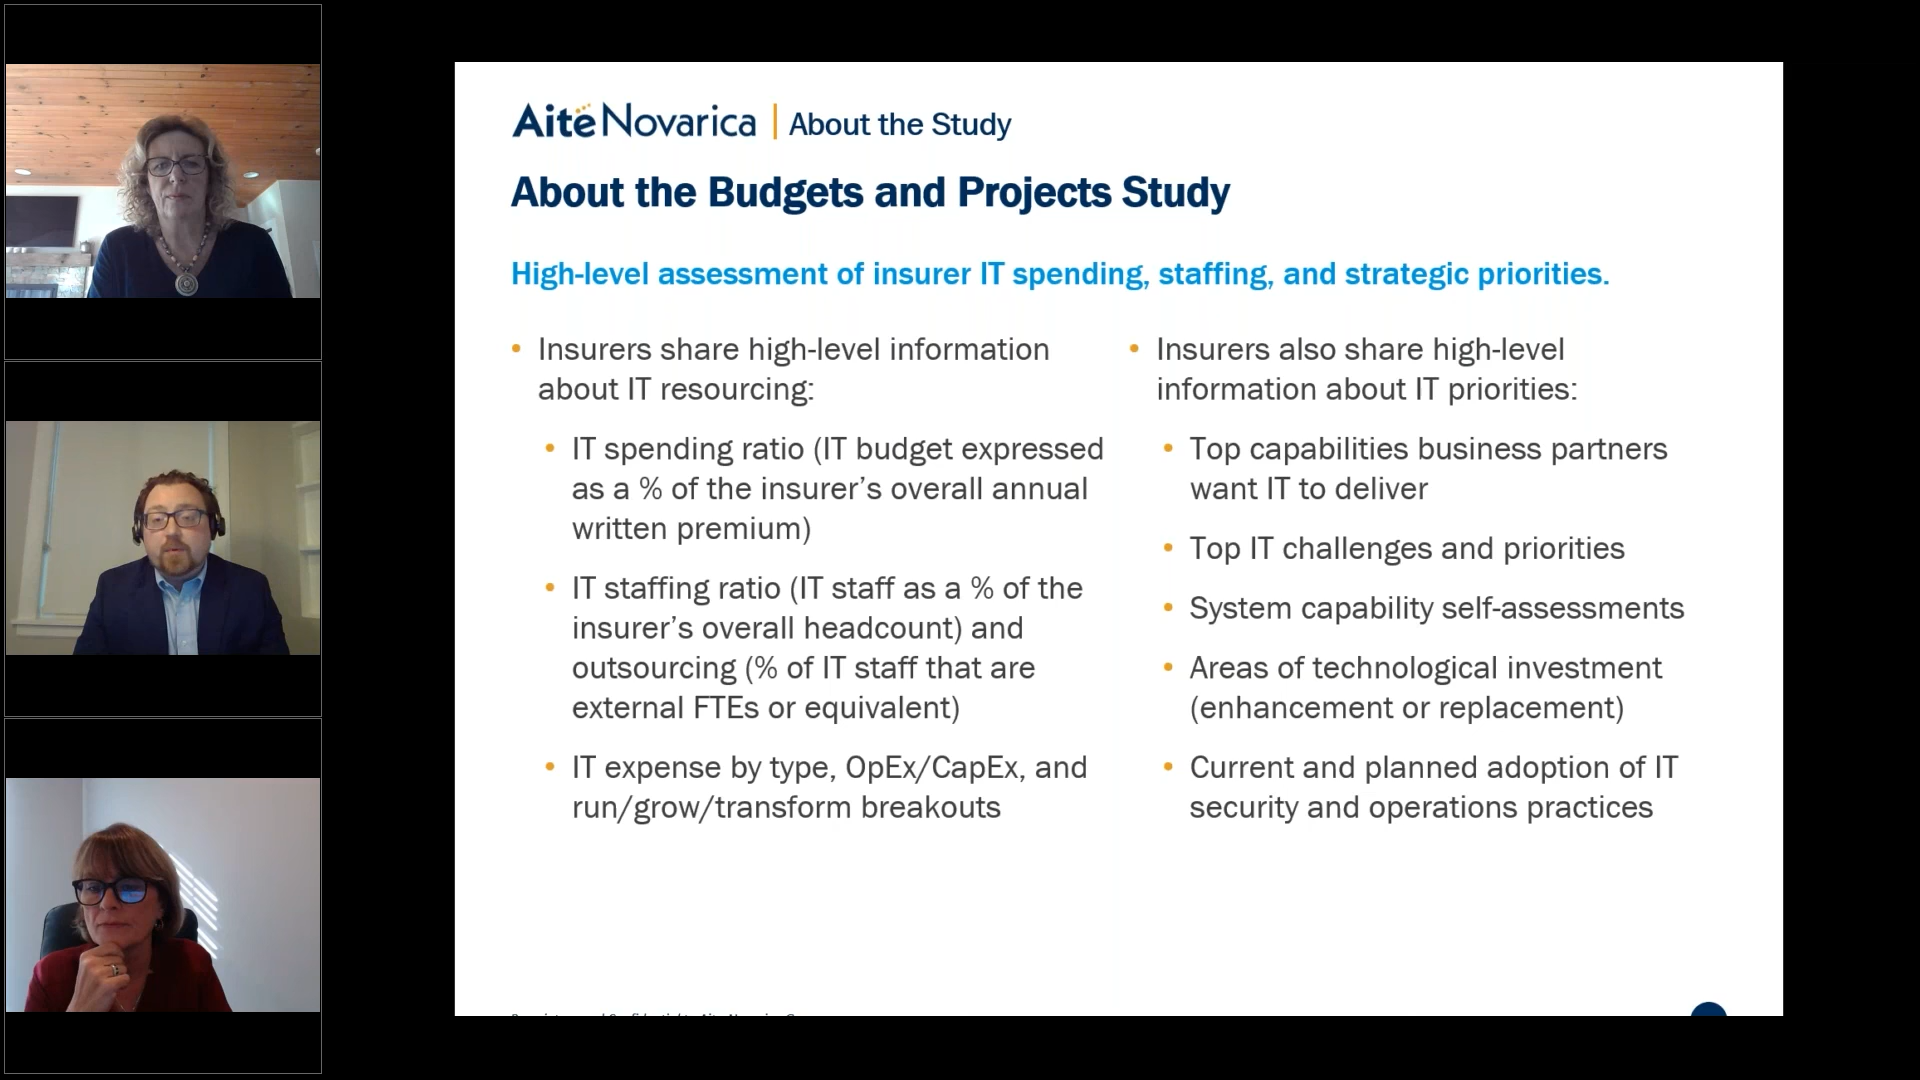 Aite Novarica | About the Study
About the Budgets and Projects Study
High-level assessment of insurer IT spending, staffing, and strategic priorities.
• Insurers share high-level information
about IT resourcing:
• IT spending ratio (IT budget expressed
as a % of the insurer’s overall annual
written premium)
• IT staffing ratio (IT staff as a % of the
insurer’s overall headcount) and
outsourcing (% of IT staff that are
external FTEs or equivalent)
• IT expense by type, OpEx/CapEx, and
run/grow/transform breakouts
• Insurers also share high-level
information about IT priorities:
• Top capabilities business partners
want IT to deliver
• Top IT challenges and priorities
• System capability self-assessments
• Areas of technological investment
(enhancement or replacement)
• Current and planned adoption of IT
security and operations practices